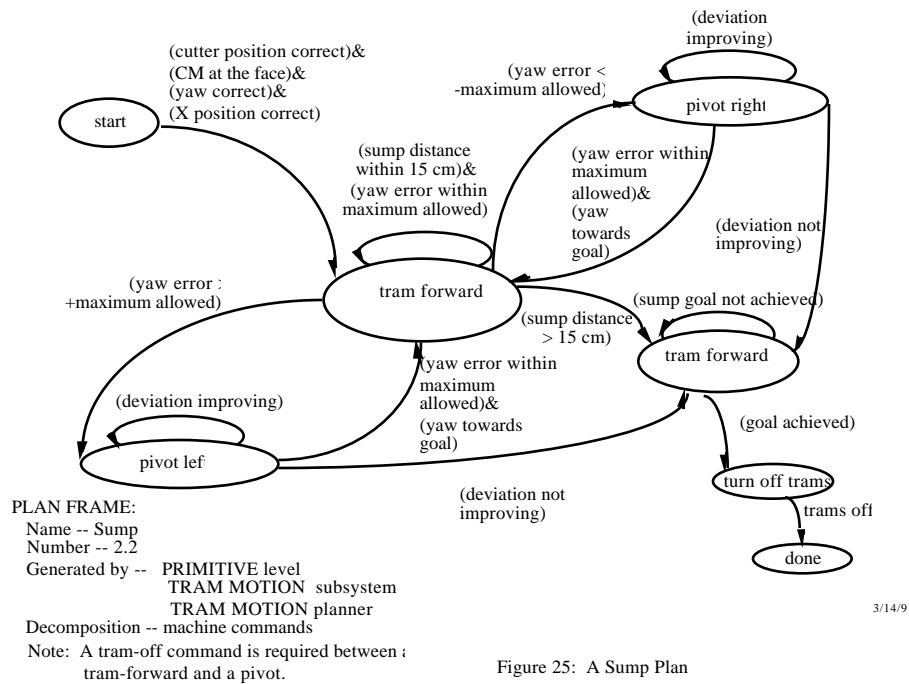 (deviation
improving)
(cutter position correct)&
(CM at the face)&
(yaw correct)&
(X position correct)
(yaw error <
-maximum allowed)
start
pivot right
(sump distance
within 15 cm)&
(yaw error within
maximum allowed)
(yaw error within
maximum
allowed)&
(yaw
towards
goal)
(deviation not
improving)
(yaw error
+maximum allowed)
tram forward
(sump goal not achieved)
(sump distance
> 15 cm)
tram forward
(yaw error within
maximum
allowed)&
(yaw towards
goal)
(deviation improving)
(goal achieved)
pivot left
turn off trams
(deviation not
improving)
trams off
done
PLAN FRAME:
Name -- Sump
Number -- 2.2
Generated by -- PRIMITIVE level
TRAM MOTION subsystem
TRAM MOTION planner
Decomposition -- machine commands
Note: A tram-off command is required between a
tram-forward and a pivot.
3/14/9
Figure 25: A Sump Plan